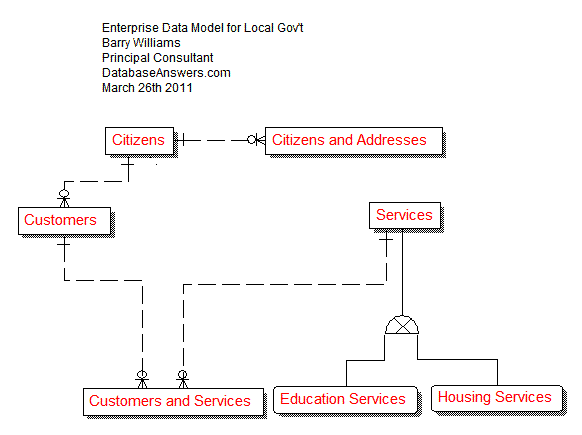 Enterprise Data Model for Local Gov't
Barry Williams
Principal Consultant
DatabaseAnswers.com
March 26th 2011
Citizens
Citizens and Addresses
Customers
Services
Customers and Services
Education Services
Housing Services